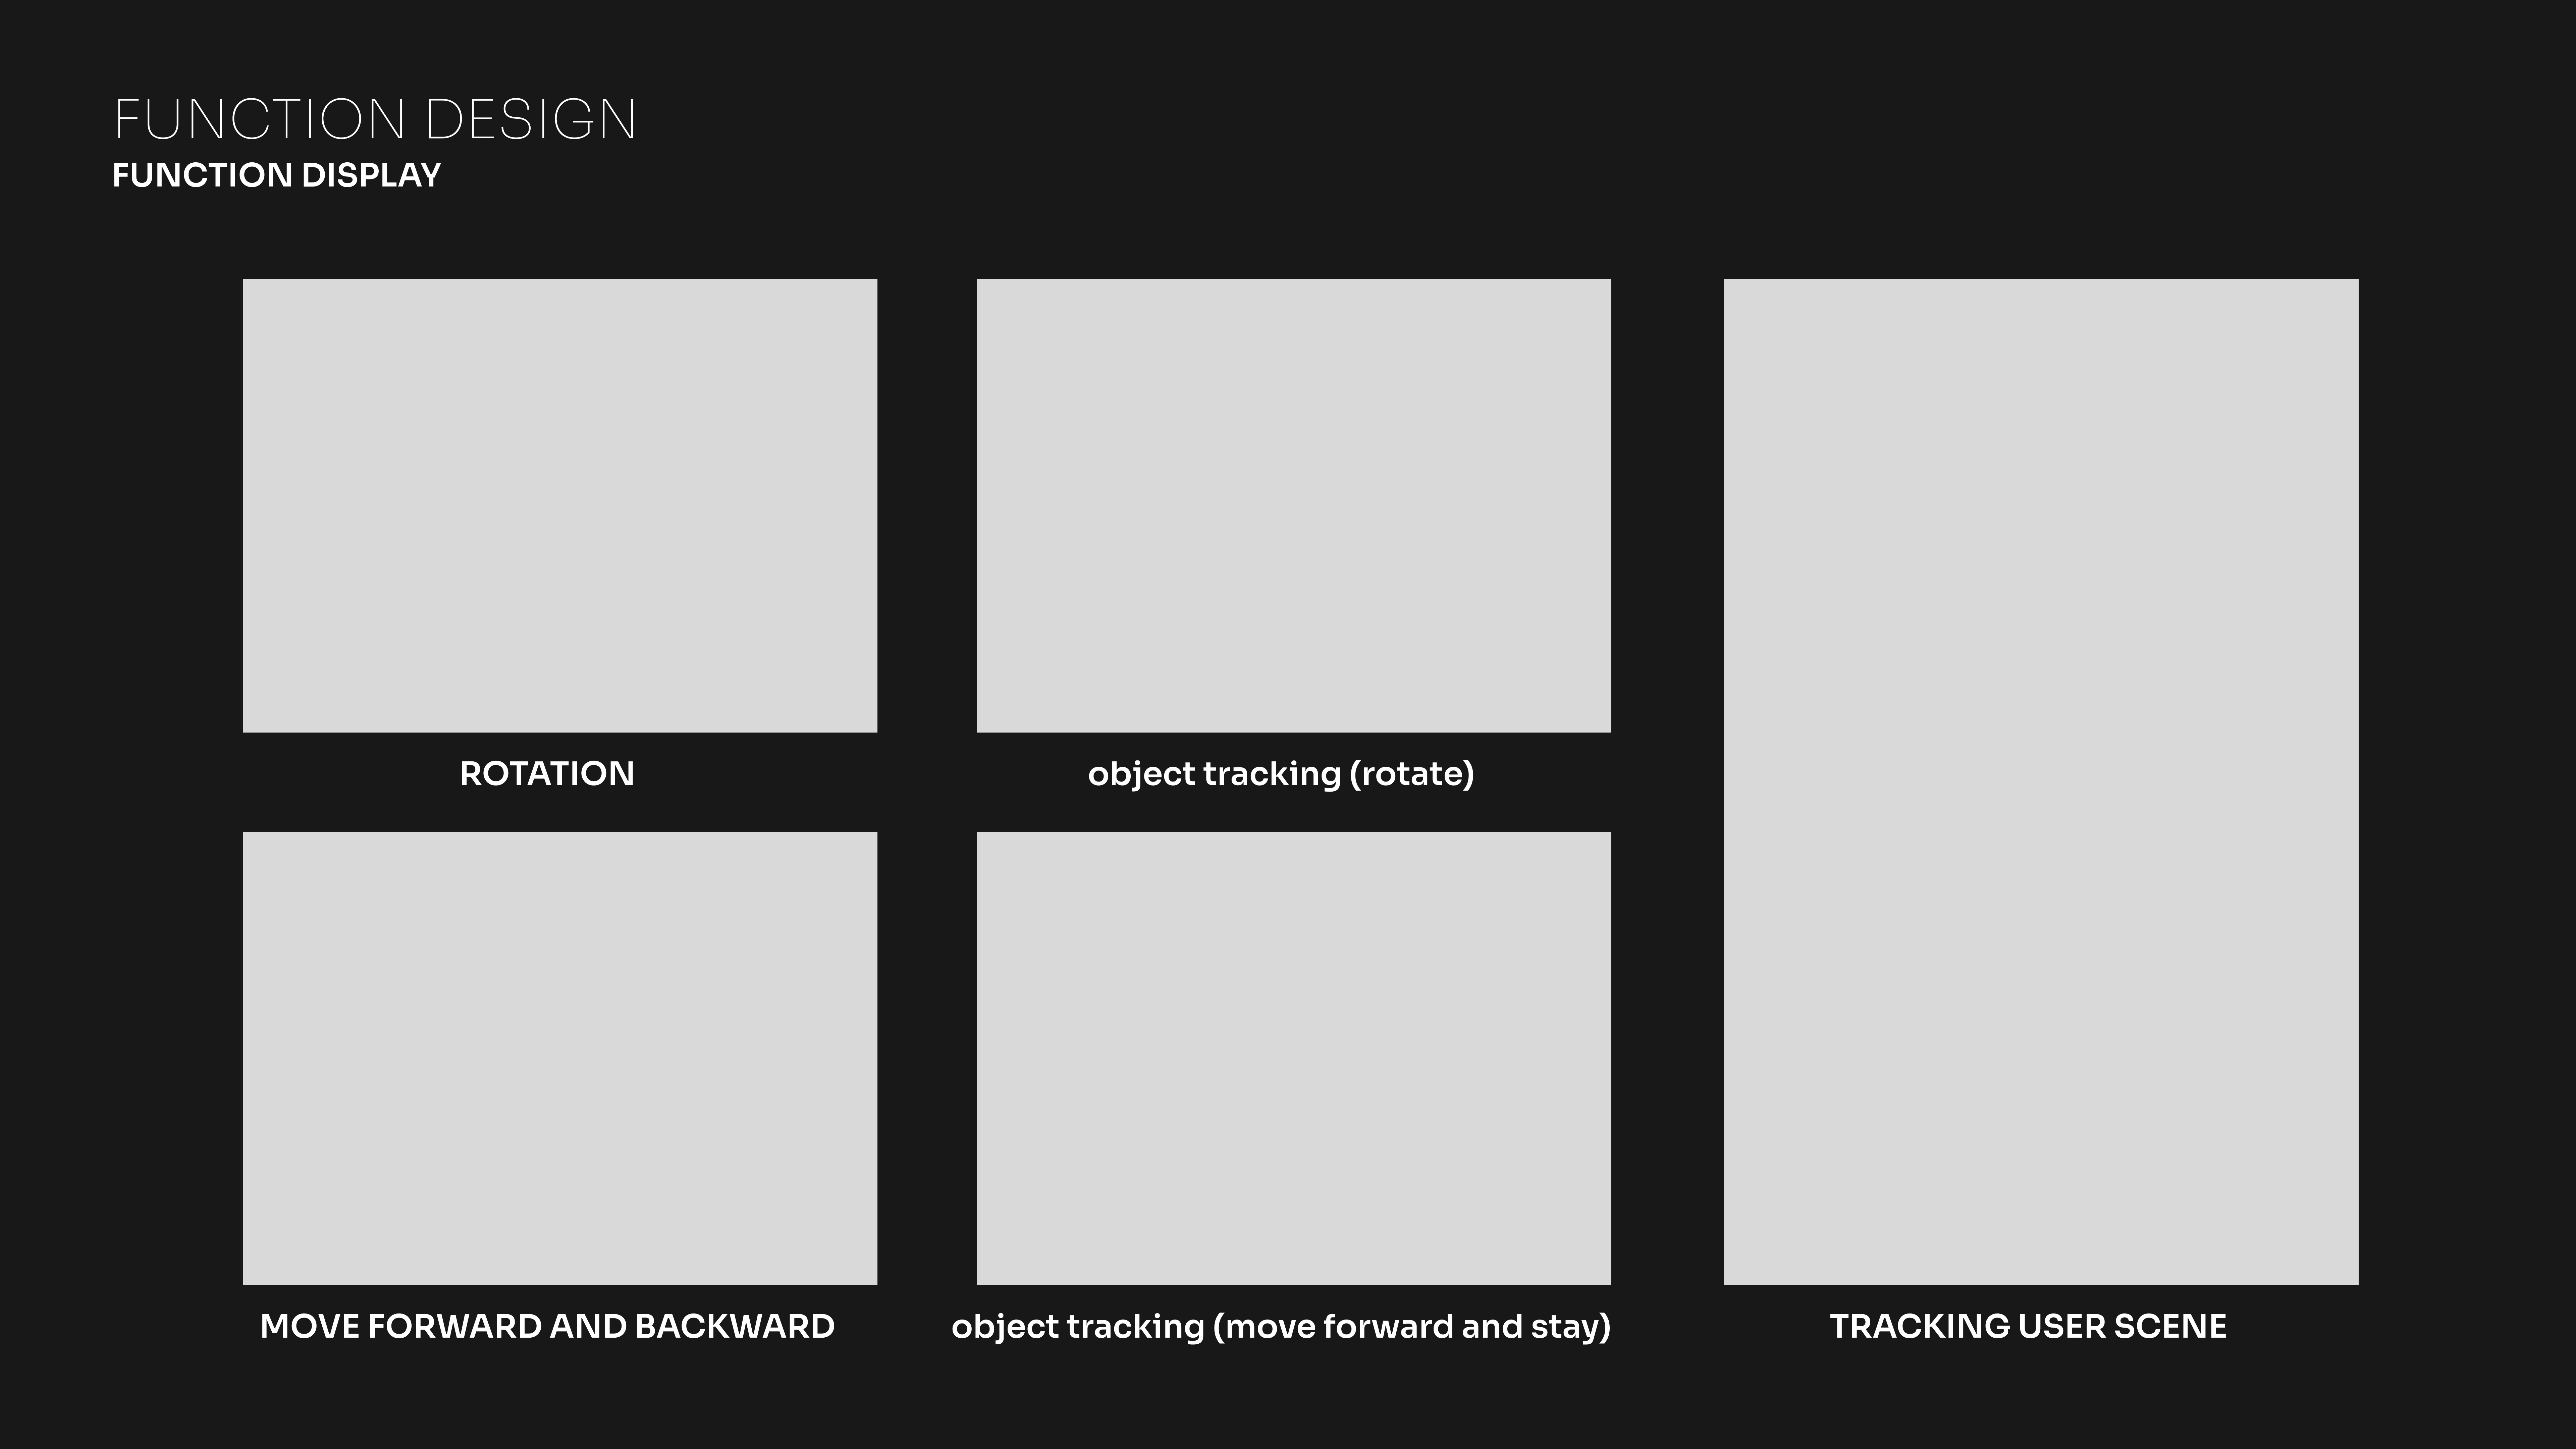 FUNCTION DESIGN
FUNCTION DISPLAY
ROTATION
object tracking (rotate)
MOVE FORWARD AND BACKWARD
object tracking (move forward and stay)
TRACKING USER SCENE